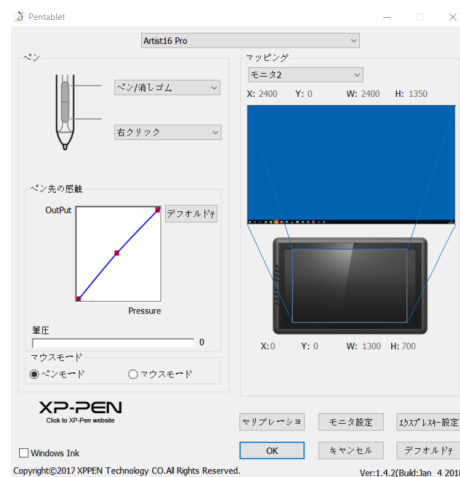 Pentablet
Artist16 Pro
ペン
ペン/消しゴム
右クリック
ペン先の感触
OutPut
デフォルドﾃ
Pressure
筆圧
0
マウスモード
ペンモード
マウスモード
XP-PEN
Click to XP-Pen website
Windows Ink
マッピング
モニタ2
X: 2400 Y: 0 W: 2400 H: 1350
X:0 Y: 0 W: 1300 H: 700
ャリブレーショ
モニタ設定
ｴｸｽﾌﾟﾚｽｷｰ設定
OK
キャンセル
デフオルドﾃ
Copyright©2017 XPPEN Technology CO.All Rights Reserved.
Ver:1.4.2(Build:Jan 4 2018